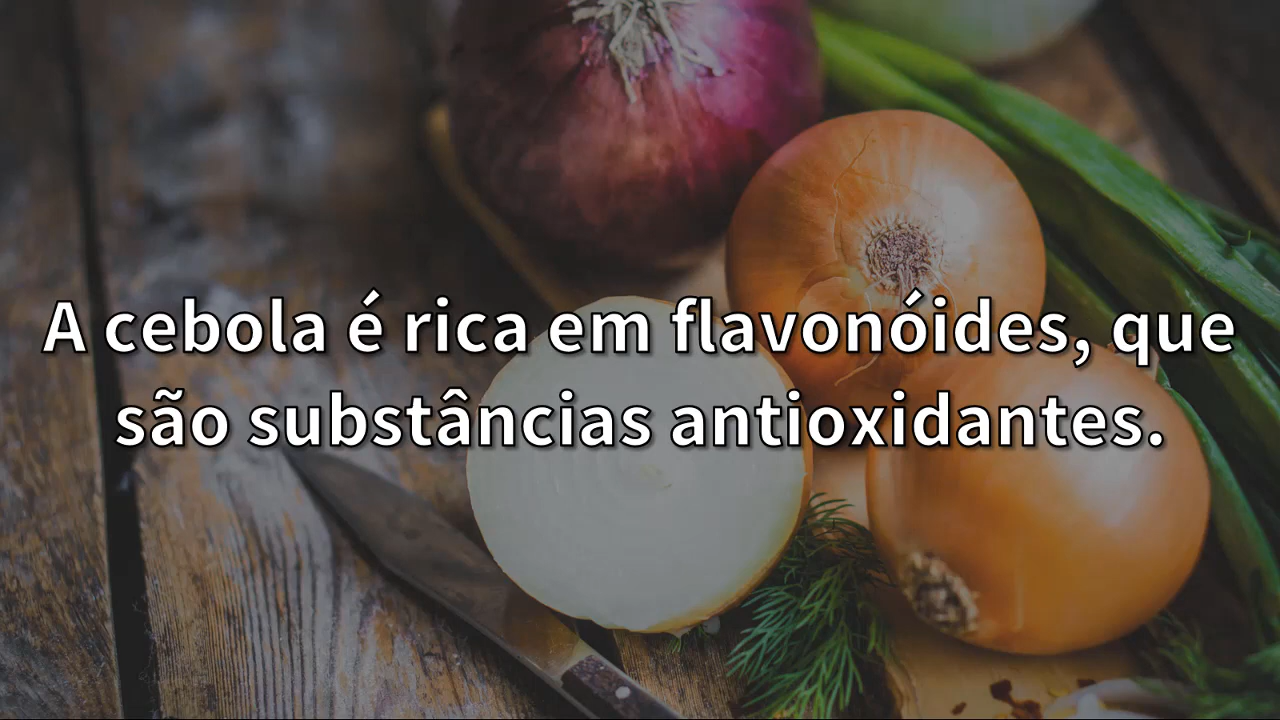 A cebola é rica em flavonóides, que
são substâncias antioxidantes.